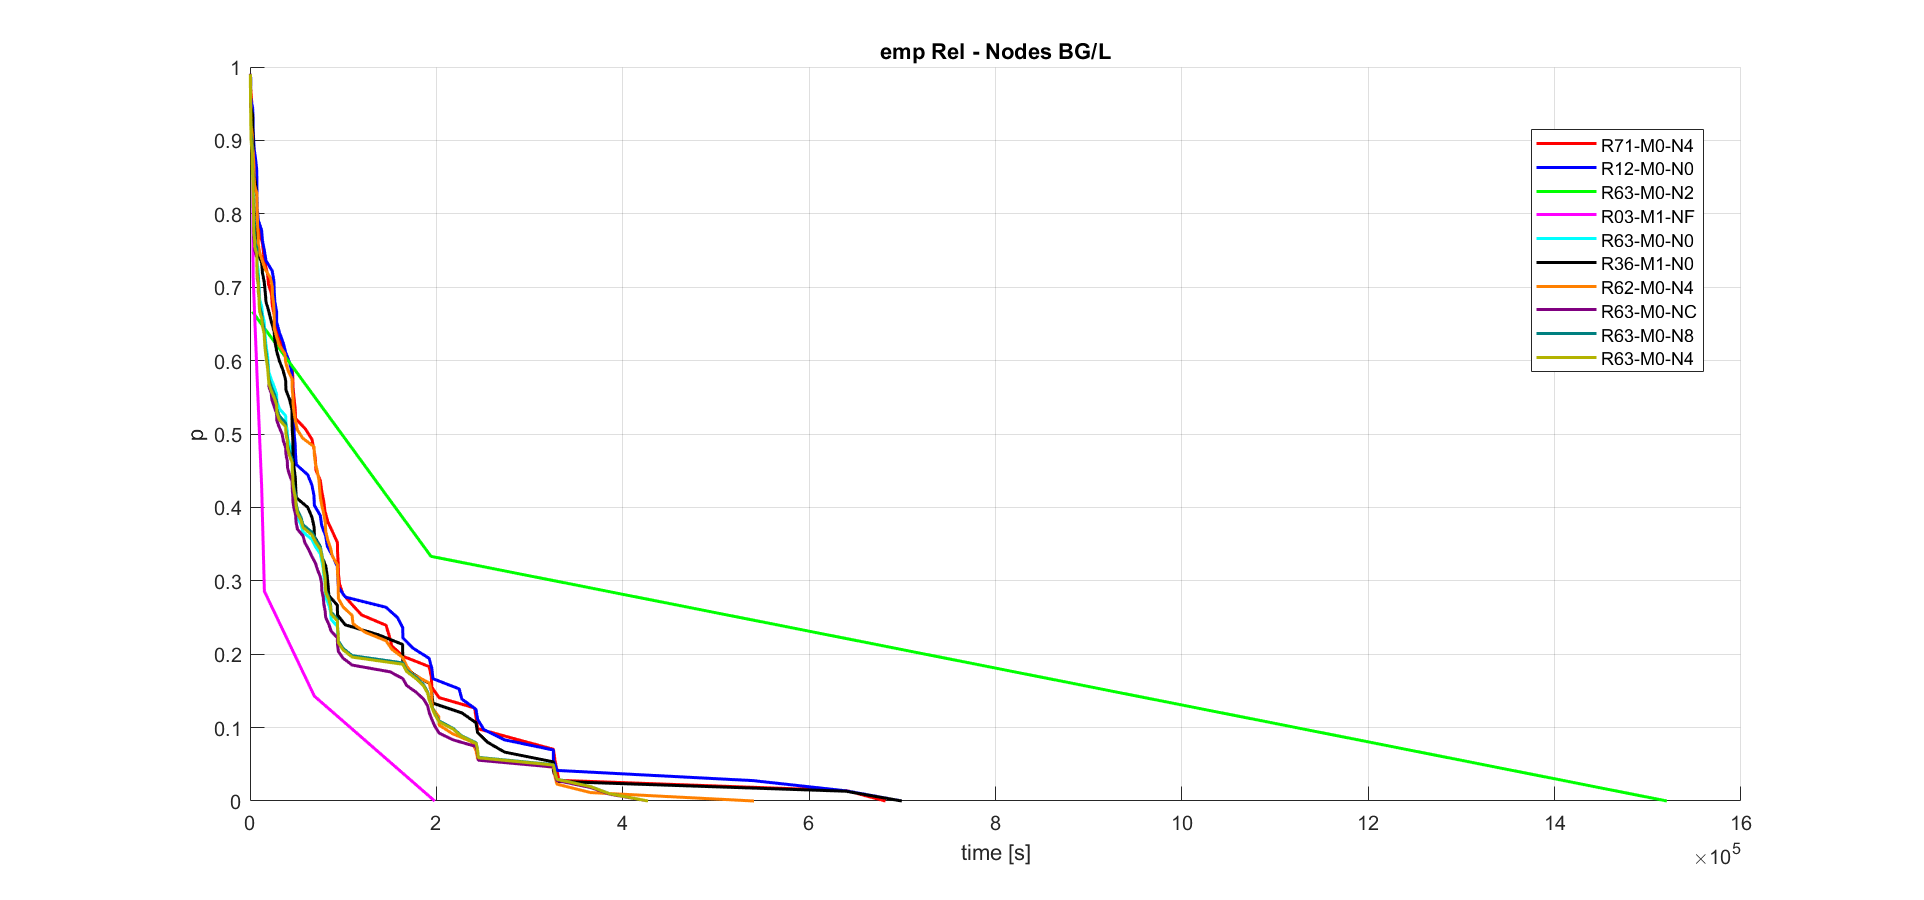 emp Rel - Nodes BG/L
1
0.9
0.8
0.7
0.6
0.5
0.4
0.3
0.2
0.1
0
p
R71-M0-N4
R12-M0-N0
R63-M0-N2
R03-M1-NF
R63-M0-N0
R36-M1-N0
R62-M0-N4
R63-M0-NC
R63-M0-N8
R63-M0-N4
0 2 4 6 8 10 12 14 16
time [s]
×10^5